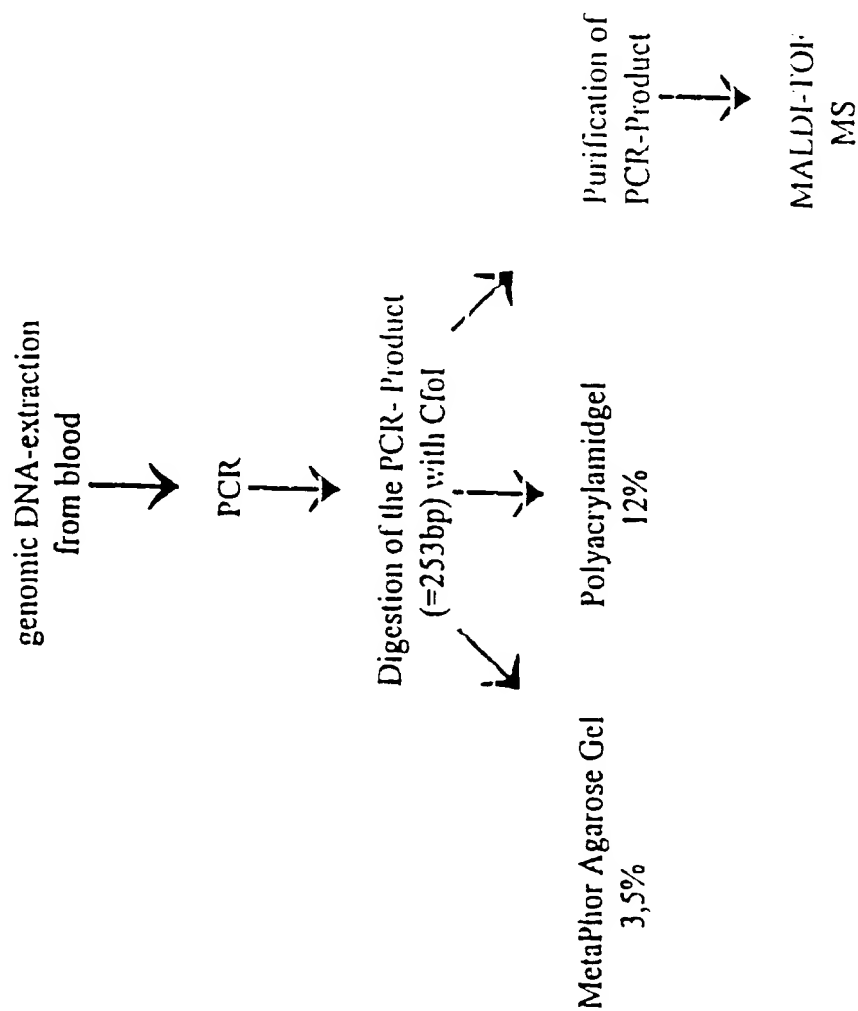 genomic DNA-extraction
from blood
PCR
Digestion of the PCR- Product
(=253bp) with CfoI
MetaPhor Agarose Gel
3,5%
Polyacrylamidgel
12%
Purification of
PCR-Product
MALDI-TOF
MS